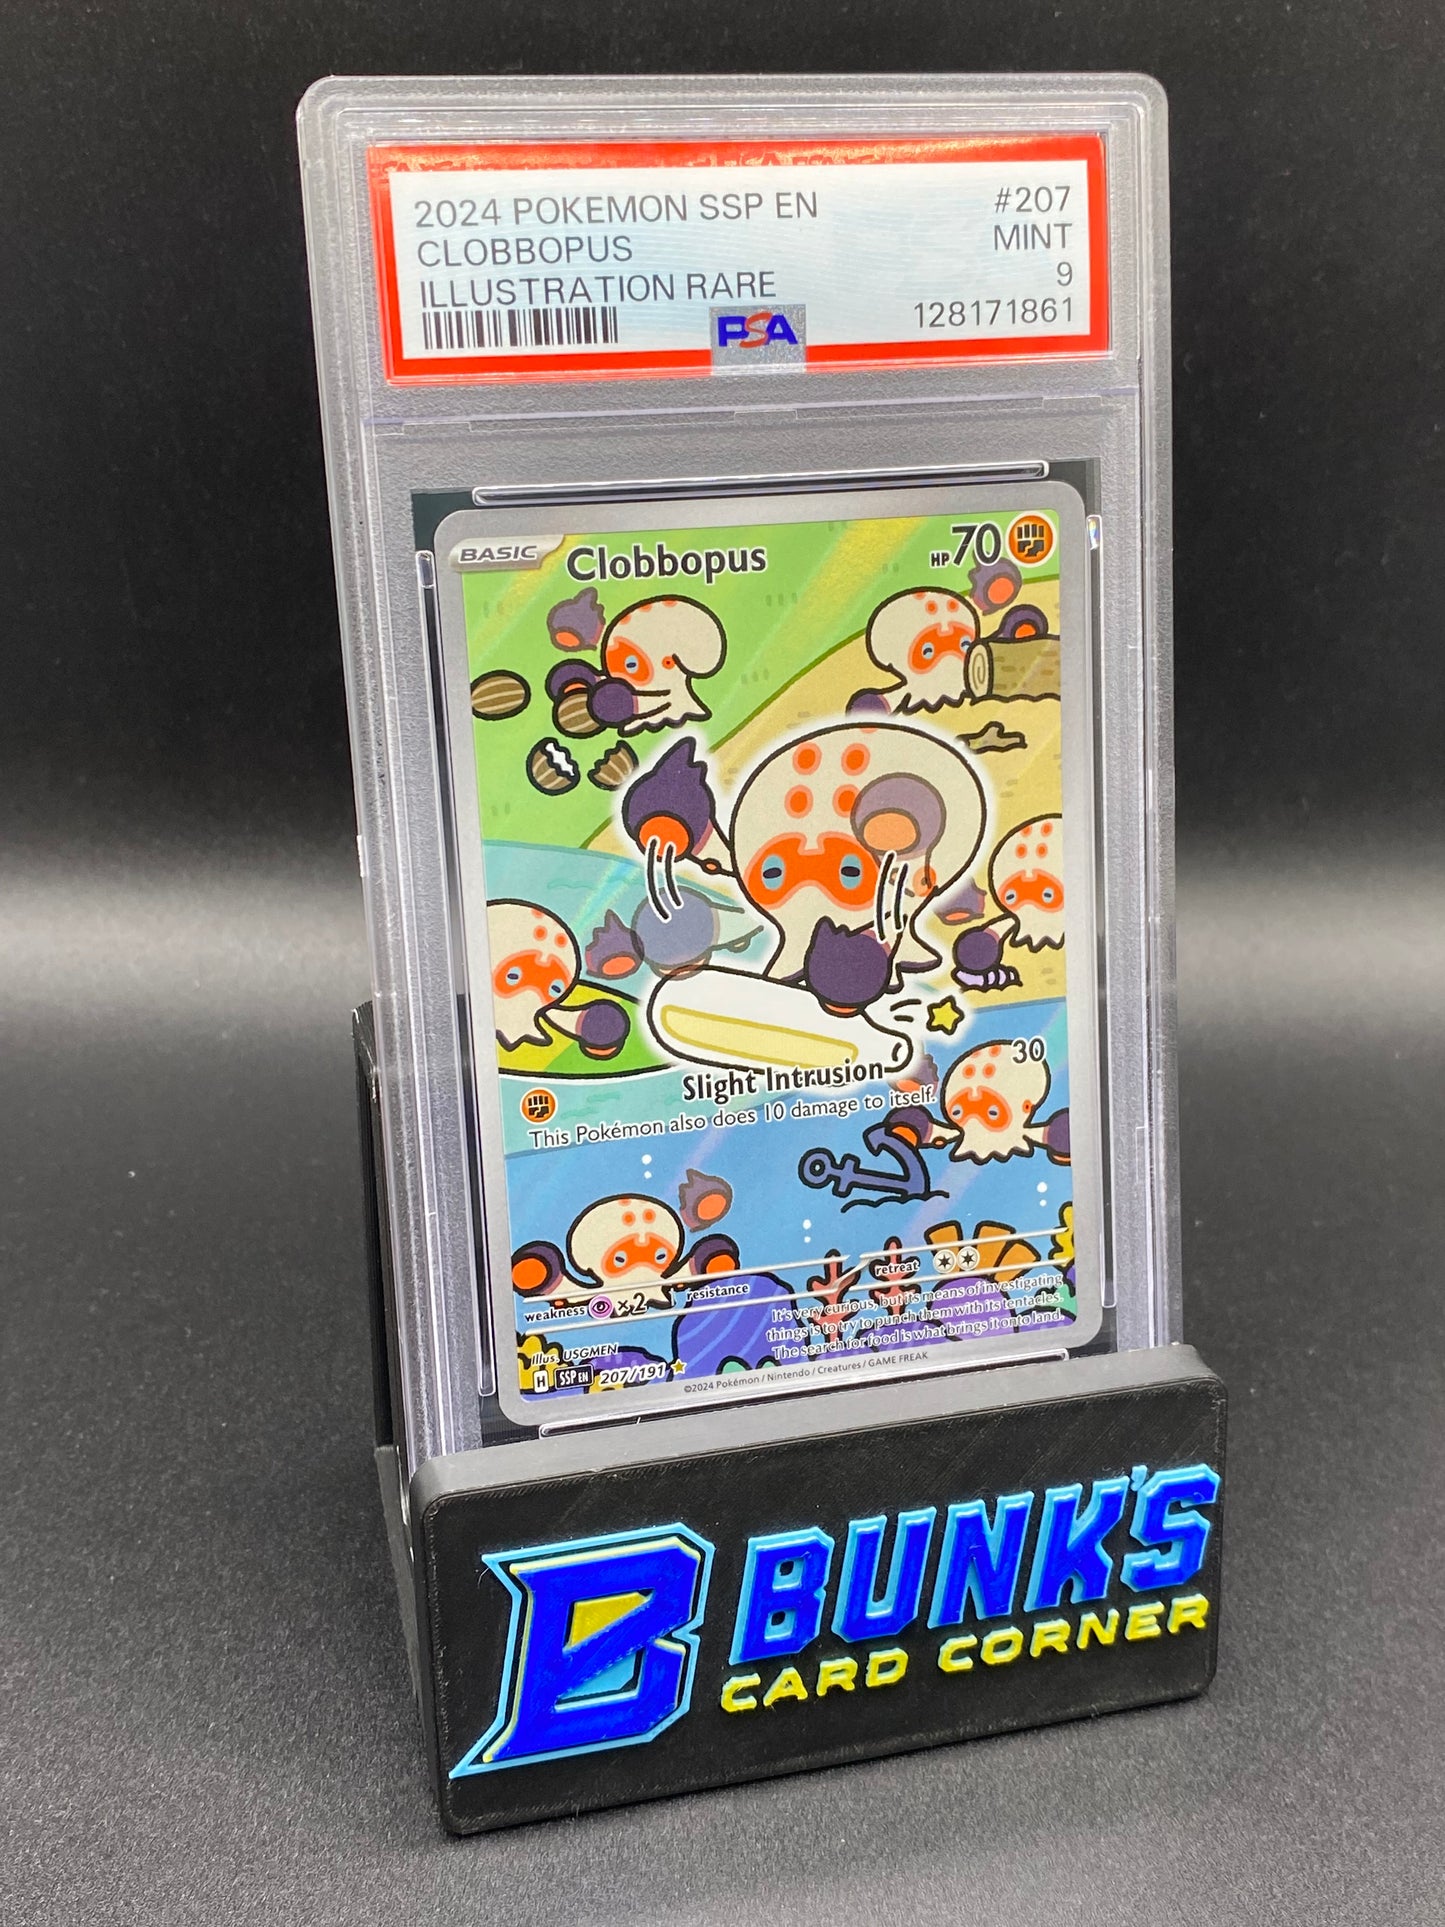 2024 POKEMON SSP EN #207
CLOBBOPUS MINT
ILLUSTRATION RARE 9
PSA 128171861
BASIC Clobbopus HP 70
Slight Intrusion 30
This Pokémon also does 10 damage to itself.
weakness ×2 resistance retreat
It's very curious, but its means of investigating
things is to try to punch them with its tentacles.
The search for food is what brings it onto land.
Illus. USGMEN
H SSP EN 207/191
©2024 Pokémon / Nintendo / Creatures / GAME FREAK
B BUNK'S
CARD CORNER